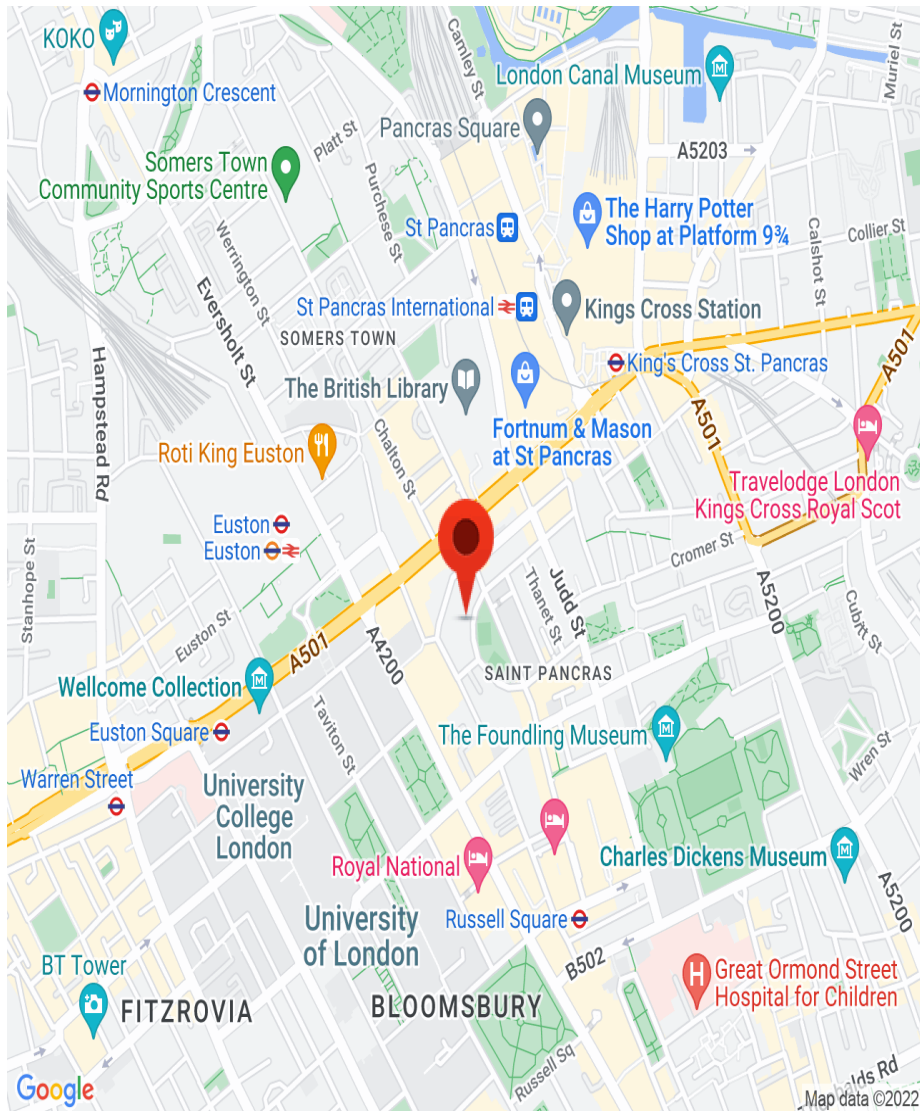 KOKO
Camley St
Muriel St
London Canal Museum
Mornington Crescent
Pancras Square
Platt St
A5203
Somers Town
Community Sports Centre
Purchese St
The Harry Potter
Shop at Platform 9¾
St Pancras
Calshot St
Collier St
Werrington St
Eversholt St
St Pancras International
Kings Cross Station
SOMERS TOWN
A501
Hampstead Rd
King's Cross St. Pancras
The British Library
A501
Fortnum & Mason
at St Pancras
Chalton St
Roti King Euston
Travelodge London
Kings Cross Royal Scot
Euston
Euston
Cromer St
Stanhope St
Thanet St
Judd St
A5200
Cubitt St
Euston St
A501
A4200
SAINT PANCRAS
Wellcome Collection
Taviton St
Euston Square
The Foundling Museum
Wren St
Warren Street
University
College
London
Royal National
Charles Dickens Museum
A5200
Russell Square
University
of London
B502
BT Tower
Great Ormond Street
Hospital for Children
FITZROVIA
BLOOMSBURY
Russell Sq
Google
alds Rd
Map data ©2022